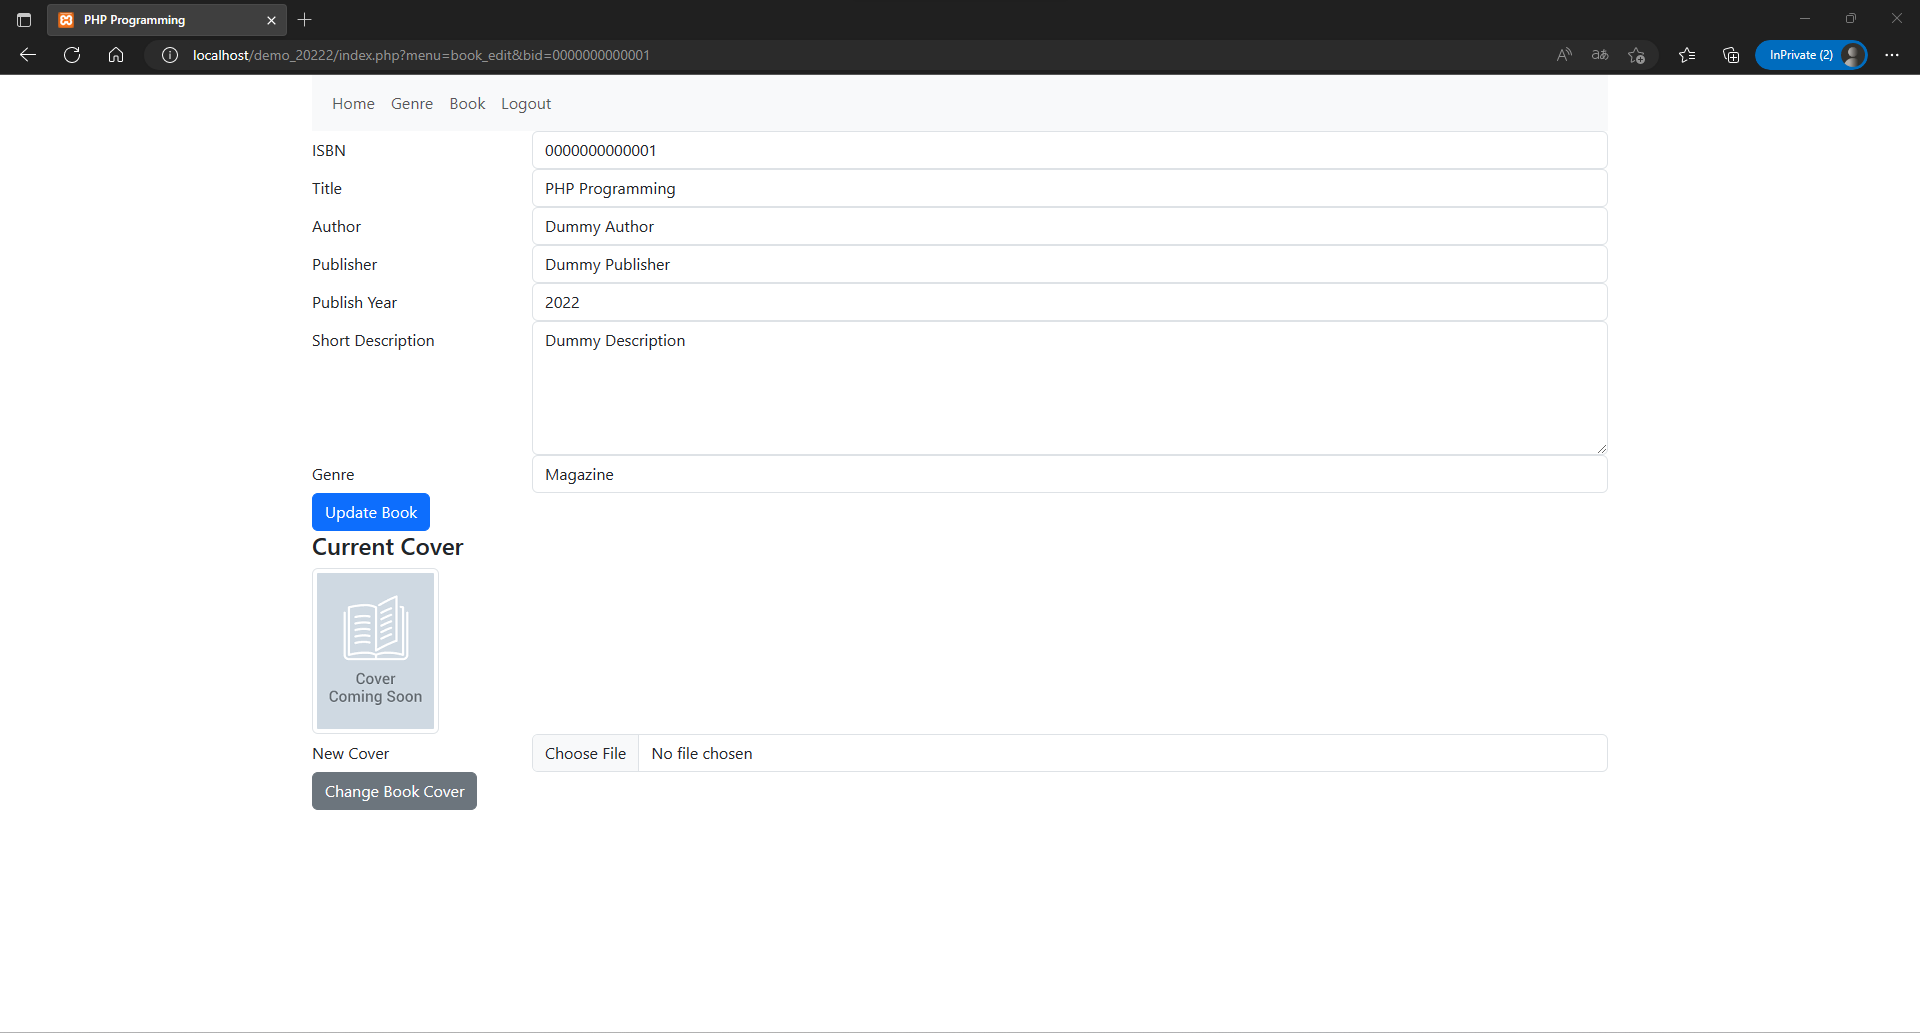 PHP Programming
localhost/demo_20222/index.php?menu=book_edit&bid=0000000000001
InPrivate (2)
Home Genre Book Logout
ISBN 0000000000001
Title PHP Programming
Author Dummy Author
Publisher Dummy Publisher
Publish Year 2022
Short Description Dummy Description
Genre Magazine
Update Book
Current Cover
Cover
Coming Soon
New Cover Choose File No file chosen
Change Book Cover